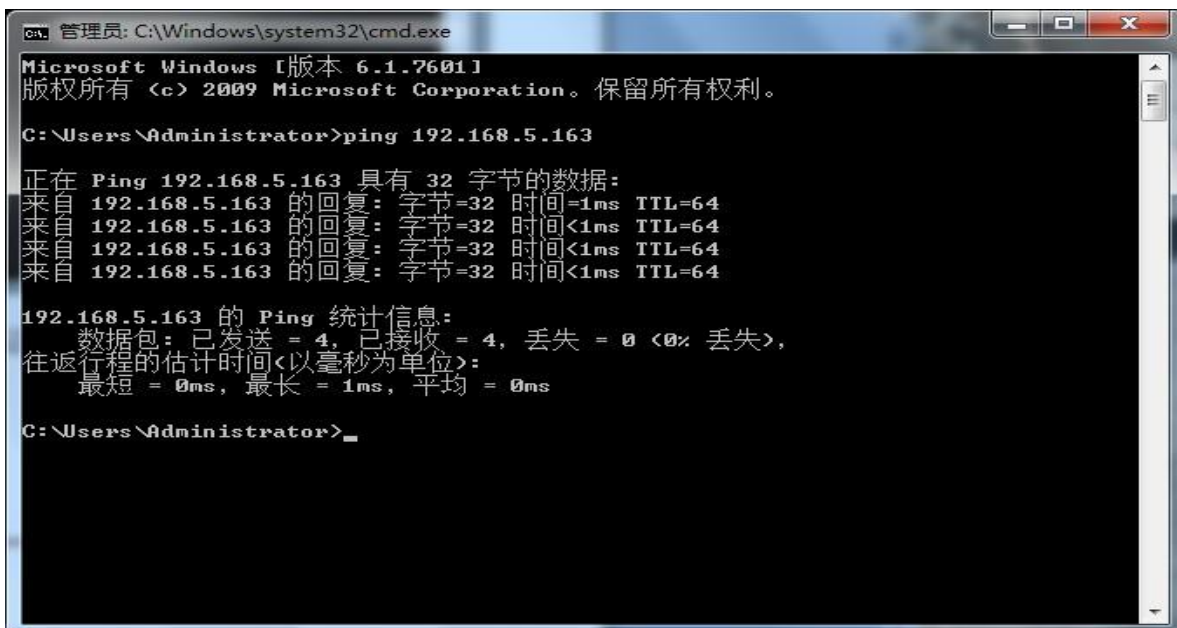 管理员: C:\Windows\system32\cmd.exe
Microsoft Windows [版本 6.1.7601]
版权所有 (c) 2009 Microsoft Corporation。保留所有权利。
C:\Users\Administrator>ping 192.168.5.163
正在 Ping 192.168.5.163 具有 32 字节的数据:
来自 192.168.5.163 的回复: 字节=32 时间=1ms TTL=64
来自 192.168.5.163 的回复: 字节=32 时间<1ms TTL=64
来自 192.168.5.163 的回复: 字节=32 时间<1ms TTL=64
来自 192.168.5.163 的回复: 字节=32 时间<1ms TTL=64
192.168.5.163 的 Ping 统计信息:
数据包: 已发送 = 4, 已接收 = 4, 丢失 = 0 (0% 丢失),
往返行程的估计时间(以毫秒为单位):
最短 = 0ms, 最长 = 1ms, 平均 = 0ms
C:\Users\Administrator>_